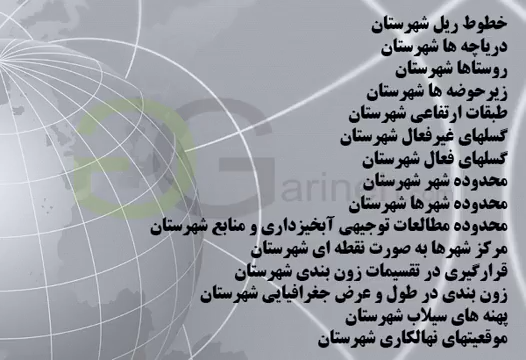 خطوط ریل شهرستان
دریاچه ها شهرستان
روستاها شهرستان
زیرحوضه ها شهرستان
طبقات ارتفاعی شهرستان
گسلهای غیرفعال شهرستان
گسلهای فعال شهرستان
محدوده شهر شهرستان
محدوده شهرها شهرستان
محدوده مطالعات توجیهی آبخیزداری و منابع شهرستان
مرکز شهرها به صورت نقطه ای شهرستان
قرارگیری در تقسیمات زون بندی شهرستان
زون بندی در طول و عرض جغرافیایی شهرستان
پهنه های سیلاب شهرستان
موقعیتهای نهالکاری شهرستان